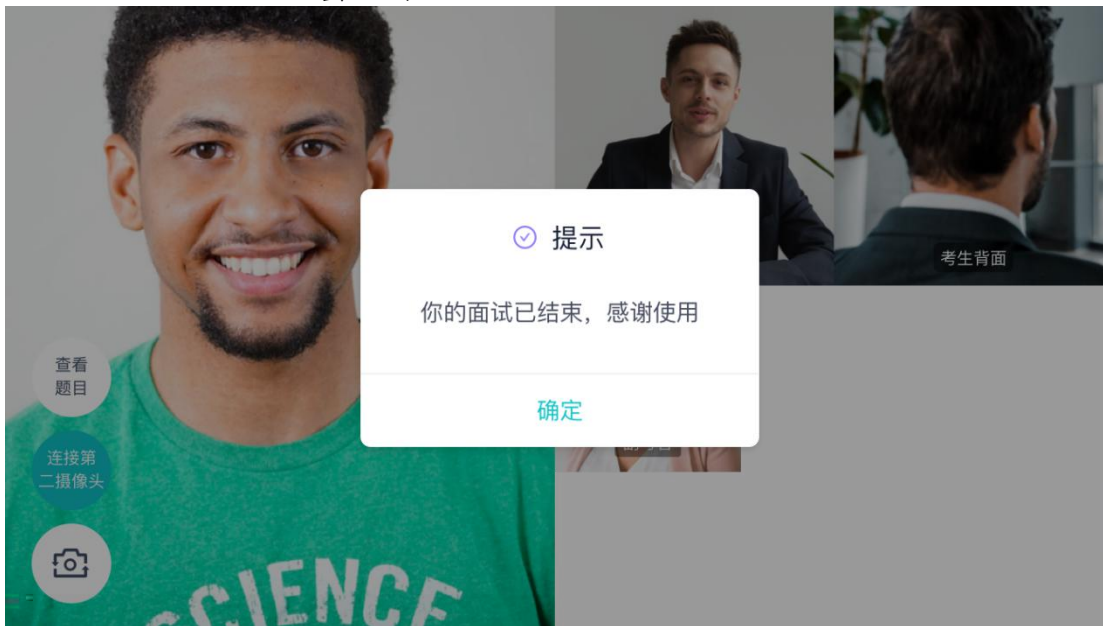 考生背面
提示
你的面试已结束，感谢使用
查看
题目
确定
连接第
二摄像头
SCIENCE